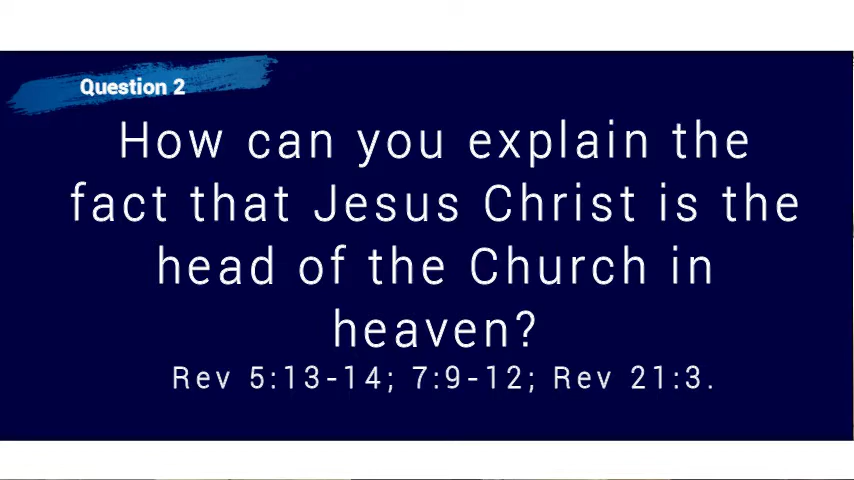 Question 2
How can you explain the
fact that Jesus Christ is the
head of the Church in
heaven?
Rev 5:13-14; 7:9-12; Rev 21:3.